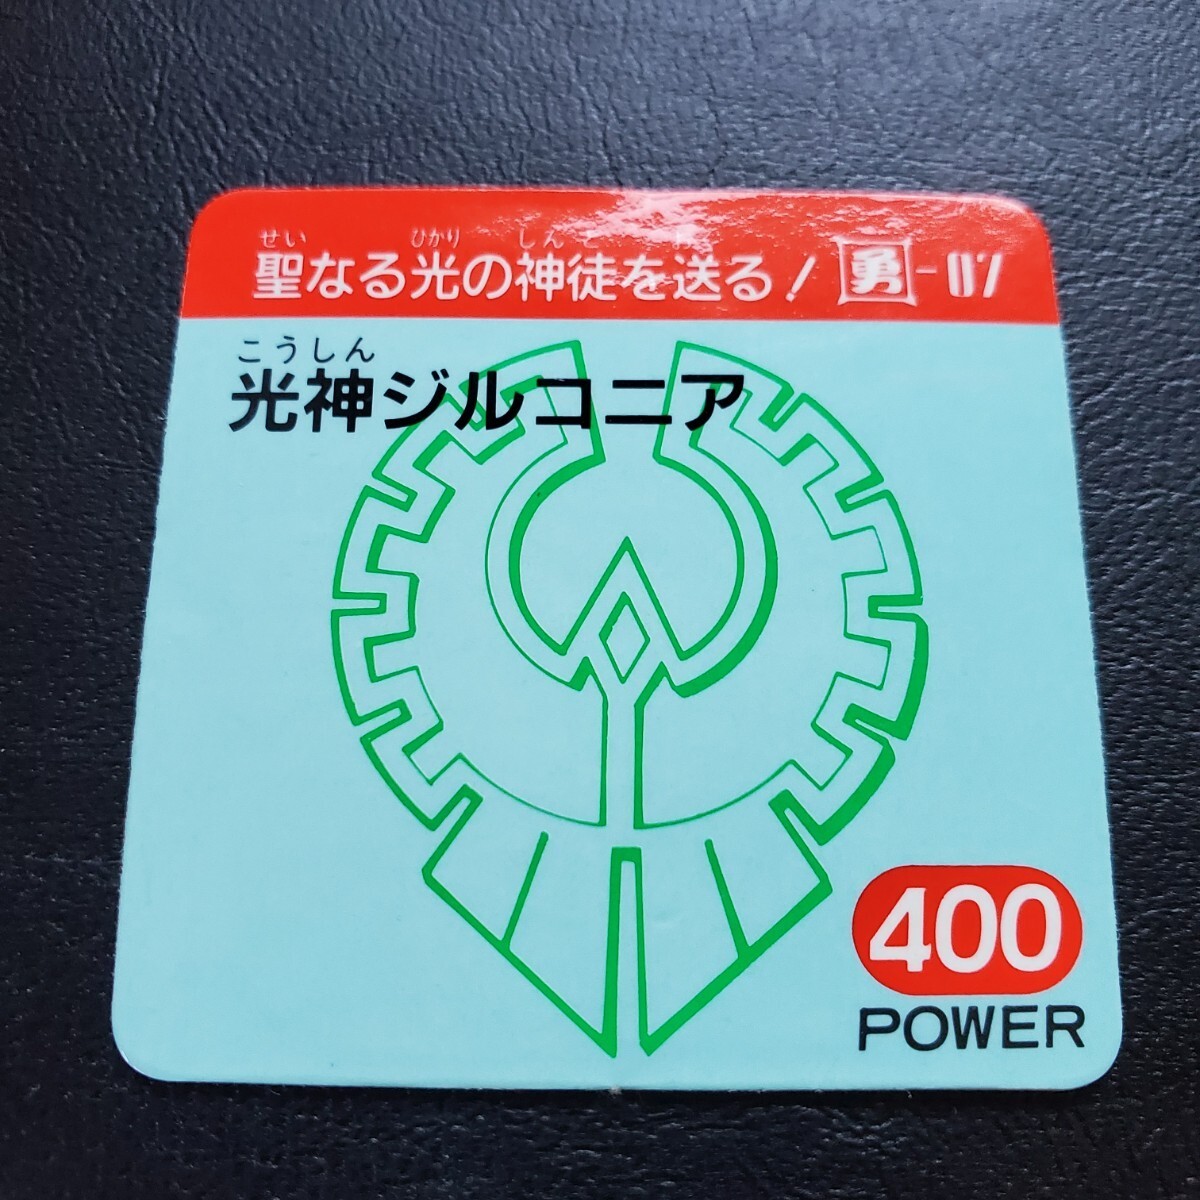 せい ひかり しんと
聖なる光の神徒を送る! 勇-07
こうしん
光神ジルコニア
400
POWER